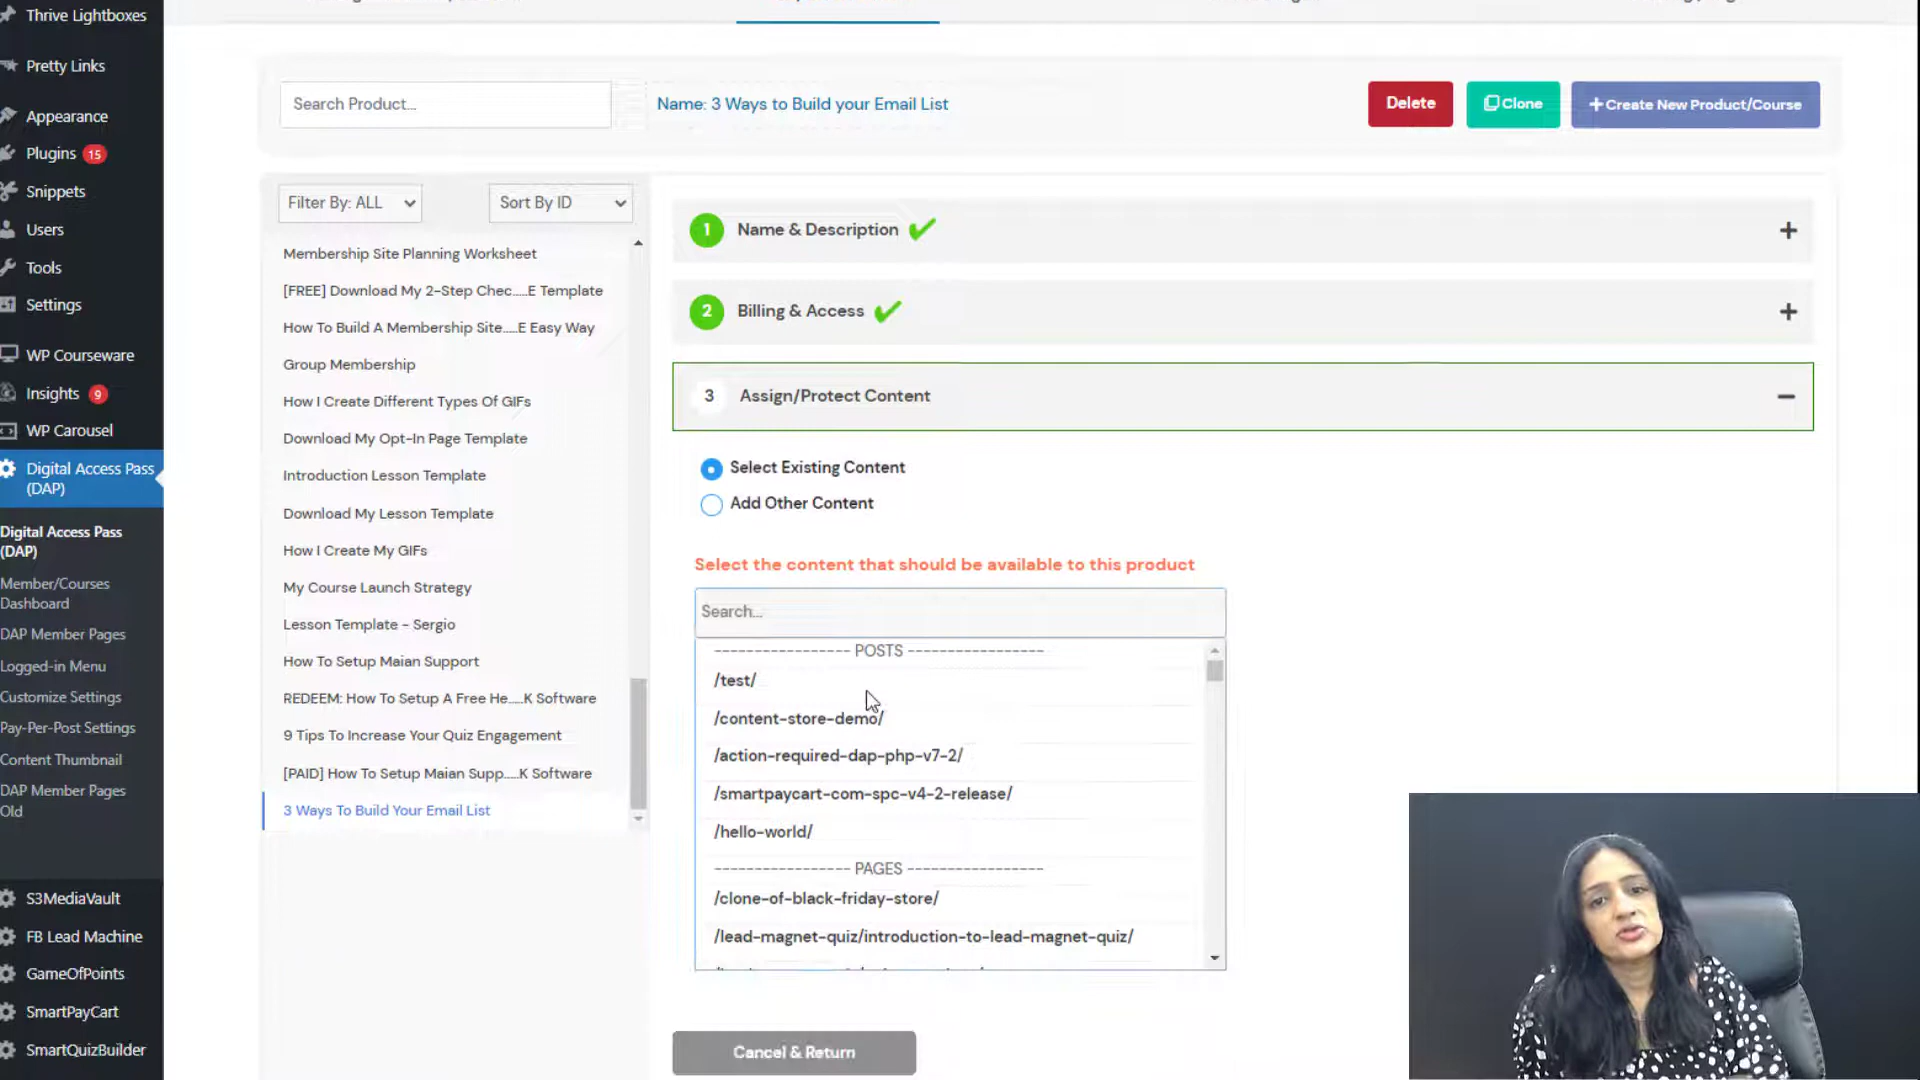 Thrive Lightboxes
Pretty Links
Appearance
Plugins 15
Snippets
Users
Tools
Settings
WP Courseware
Insights 9
WP Carousel
Digital Access Pass
(DAP)
Digital Access Pass
(DAP)
Member/Courses
Dashboard
DAP Member Pages
Logged-in Menu
Customize Settings
Pay-Per-Post Settings
Content Thumbnail
DAP Member Pages
Old
S3MediaVault
FB Lead Machine
GameOfPoints
SmartPayCart
SmartQuizBuilder
Search Product...
Name: 3 Ways to Build your Email List
Delete
Clone
+Create New Product/Course
Filter By: ALL
Sort By ID
Membership Site Planning Worksheet
[FREE] Download My 2-Step Chec.....E Template
How To Build A Membership Site.....E Easy Way
Group Membership
How I Create Different Types Of GIFs
Download My Opt-In Page Template
Introduction Lesson Template
Download My Lesson Template
How I Create My GIFs
My Course Launch Strategy
Lesson Template - Sergio
How To Setup Maian Support
REDEEM: How To Setup A Free He.....K Software
9 Tips To Increase Your Quiz Engagement
[PAID] How To Setup Maian Supp.....K Software
3 Ways To Build Your Email List
1 Name & Description
2 Billing & Access
3 Assign/Protect Content
Select Existing Content
Add Other Content
Select the content that should be available to this product
Search...
---------------- POSTS ----------------
/test/
/content-store-demo/
/action-required-dap-php-v7-2/
/smartpaycart-com-spc-v4-2-release/
/hello-world/
---------------- PAGES ----------------
/clone-of-black-friday-store/
/lead-magnet-quiz/introduction-to-lead-magnet-quiz/
Cancel & Return